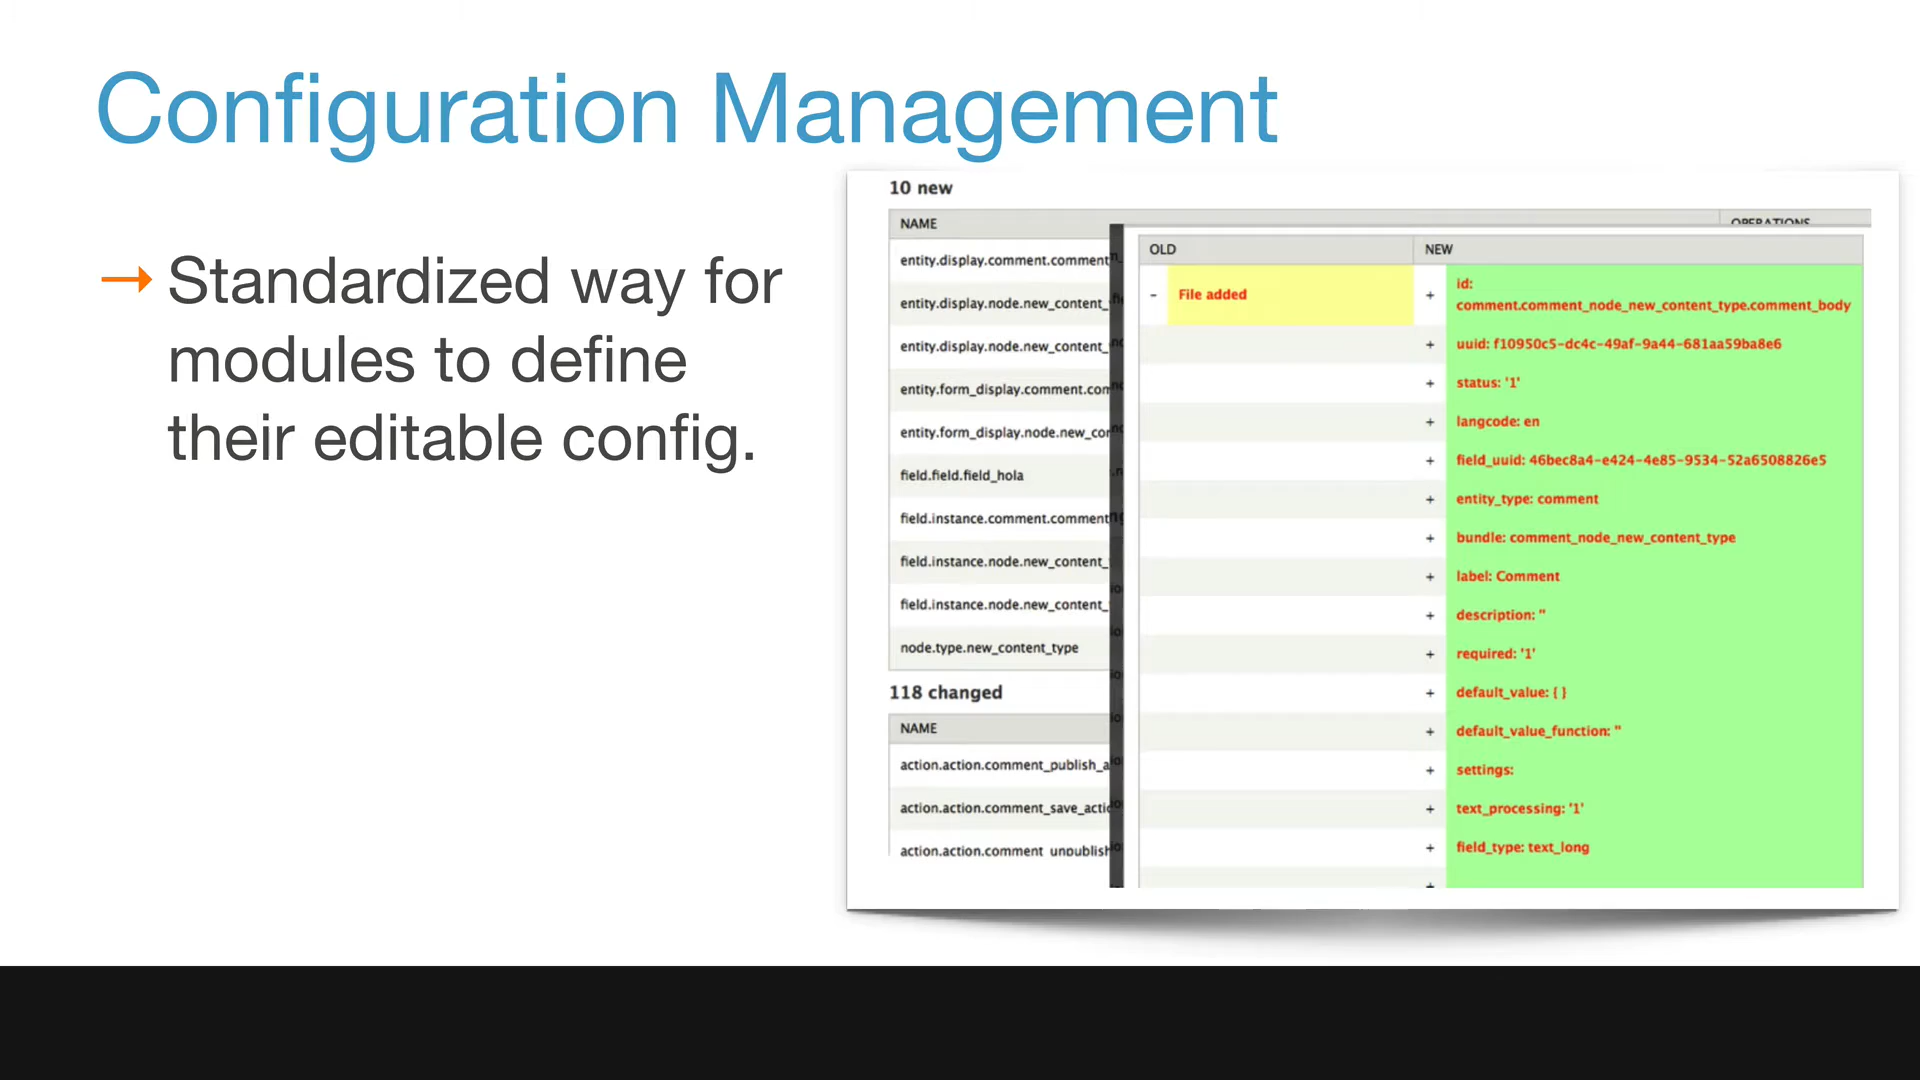 Configuration Management
→ Standardized way for
modules to define
their editable config.
10 new
NAME
OPERATIONS
entity.display.comment.comment
entity.display.node.new_content_
entity.display.node.new_content_
entity.form_display.comment.com
entity.form_display.node.new_cor
field.field.field_hola
field.instance.comment.comment
field.instance.node.new_content_
field.instance.node.new_content_
node.type.new_content_type
118 changed
NAME
action.action.comment_publish_a
action.action.comment_save_actio
action.action.comment_unpublish
OLD NEW
- File added + id:
comment.comment_node_new_content_type.comment_body
+ uuid: f10950c5-dc4c-49af-9a44-681aa59ba8e6
+ status: '1'
+ langcode: en
+ field_uuid: 46bec8a4-e424-4e85-9534-52a6508826e5
+ entity_type: comment
+ bundle: comment_node_new_content_type
+ label: Comment
+ description: ''
+ required: '1'
+ default_value: { }
+ default_value_function: ''
+ settings:
+ text_processing: '1'
+ field_type: text_long
+